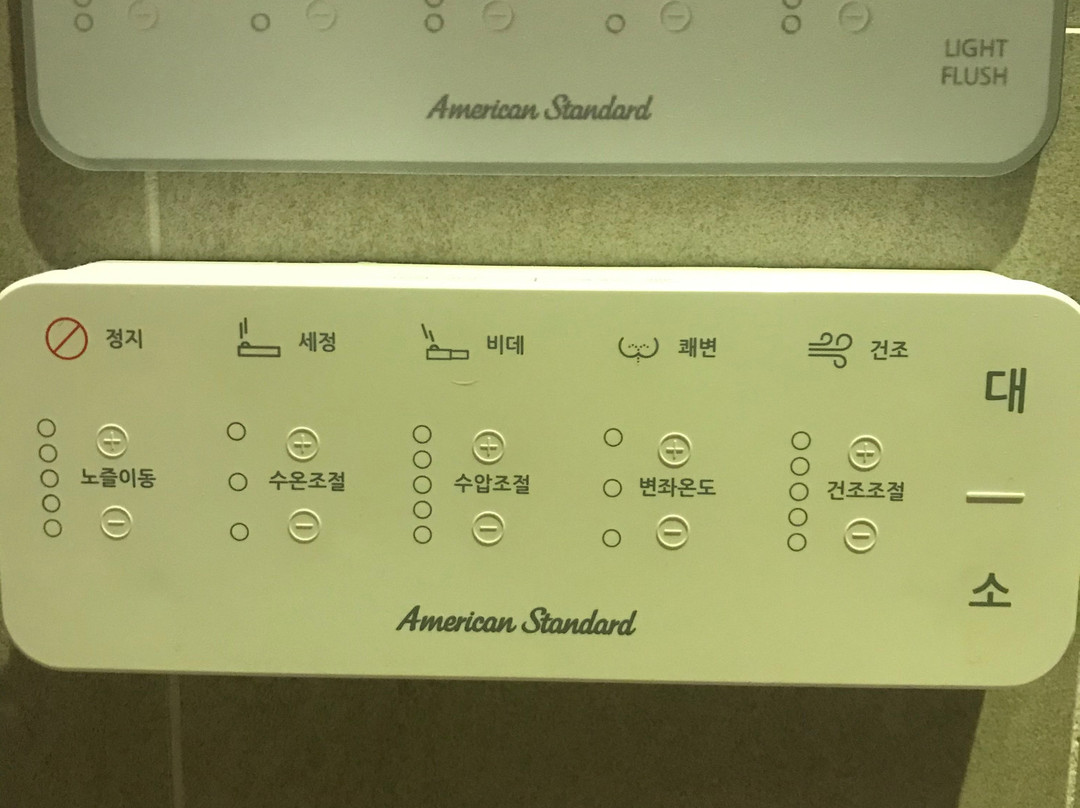 LIGHT
FLUSH
American Standard
정지 세정 비데 쾌변 건조
대
노즐이동 수온조절 수압조절 변좌온도 건조조절
소
American Standard